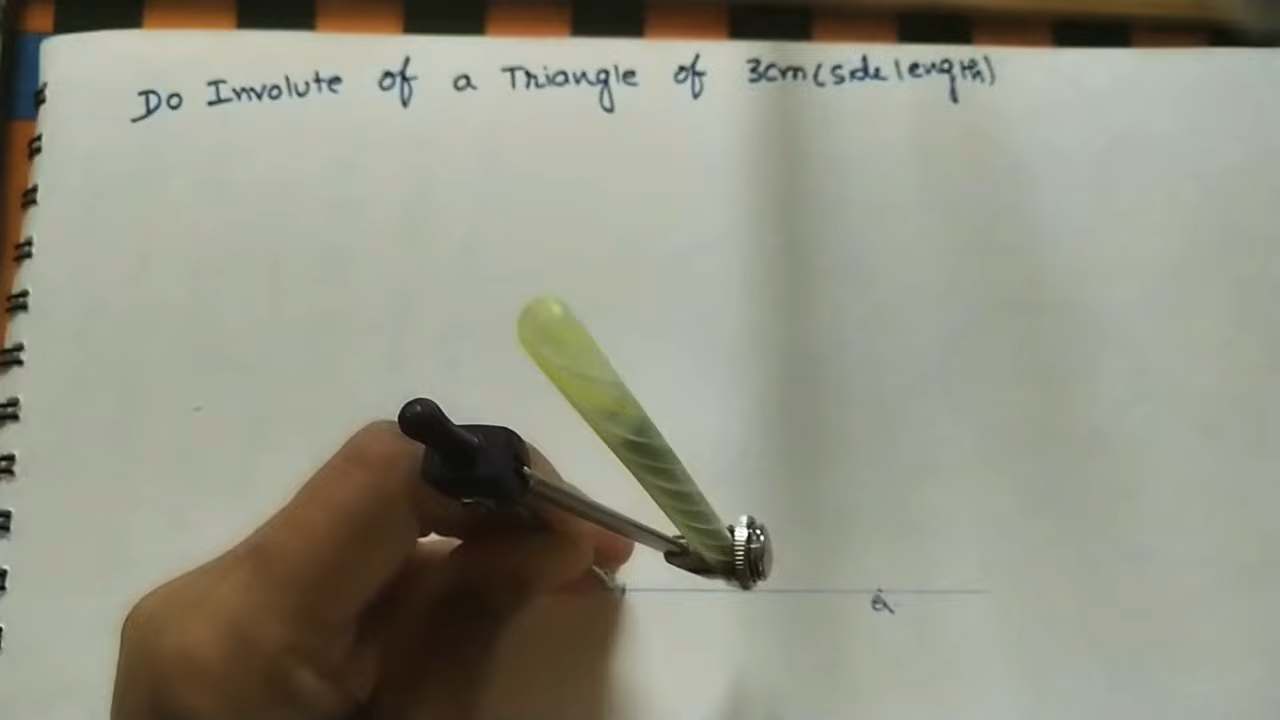 Do Involute of a Triangle of 3cm(side length)
a